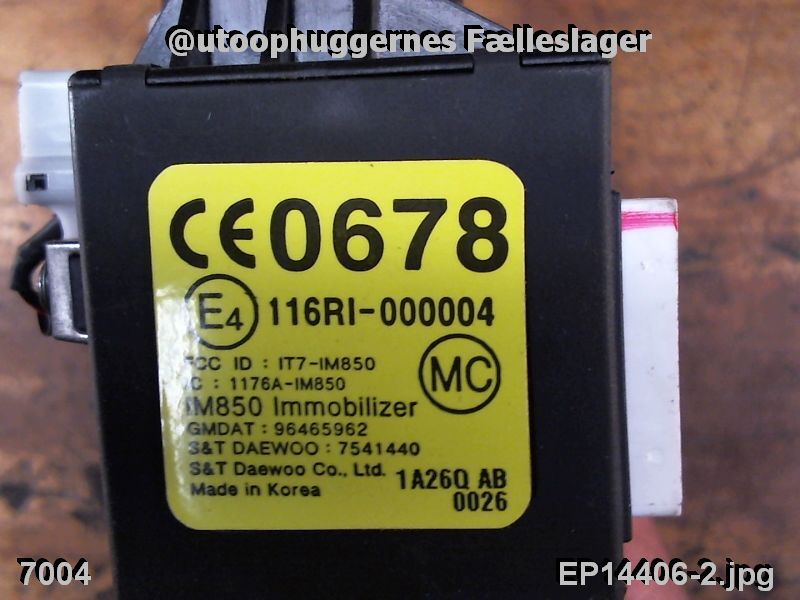 @utoophuggernes Fælleslager
CE0678
E4 116RI-000004
FCC ID : IT7-IM850
IC : 1176A-IM850
MC
IM850 Immobilizer
GMDAT : 96465962
S&T DAEWOO : 7541440
S&T Daewoo Co., Ltd.
1A26Q AB
Made in Korea
0026
7004
EP14406-2.jpg